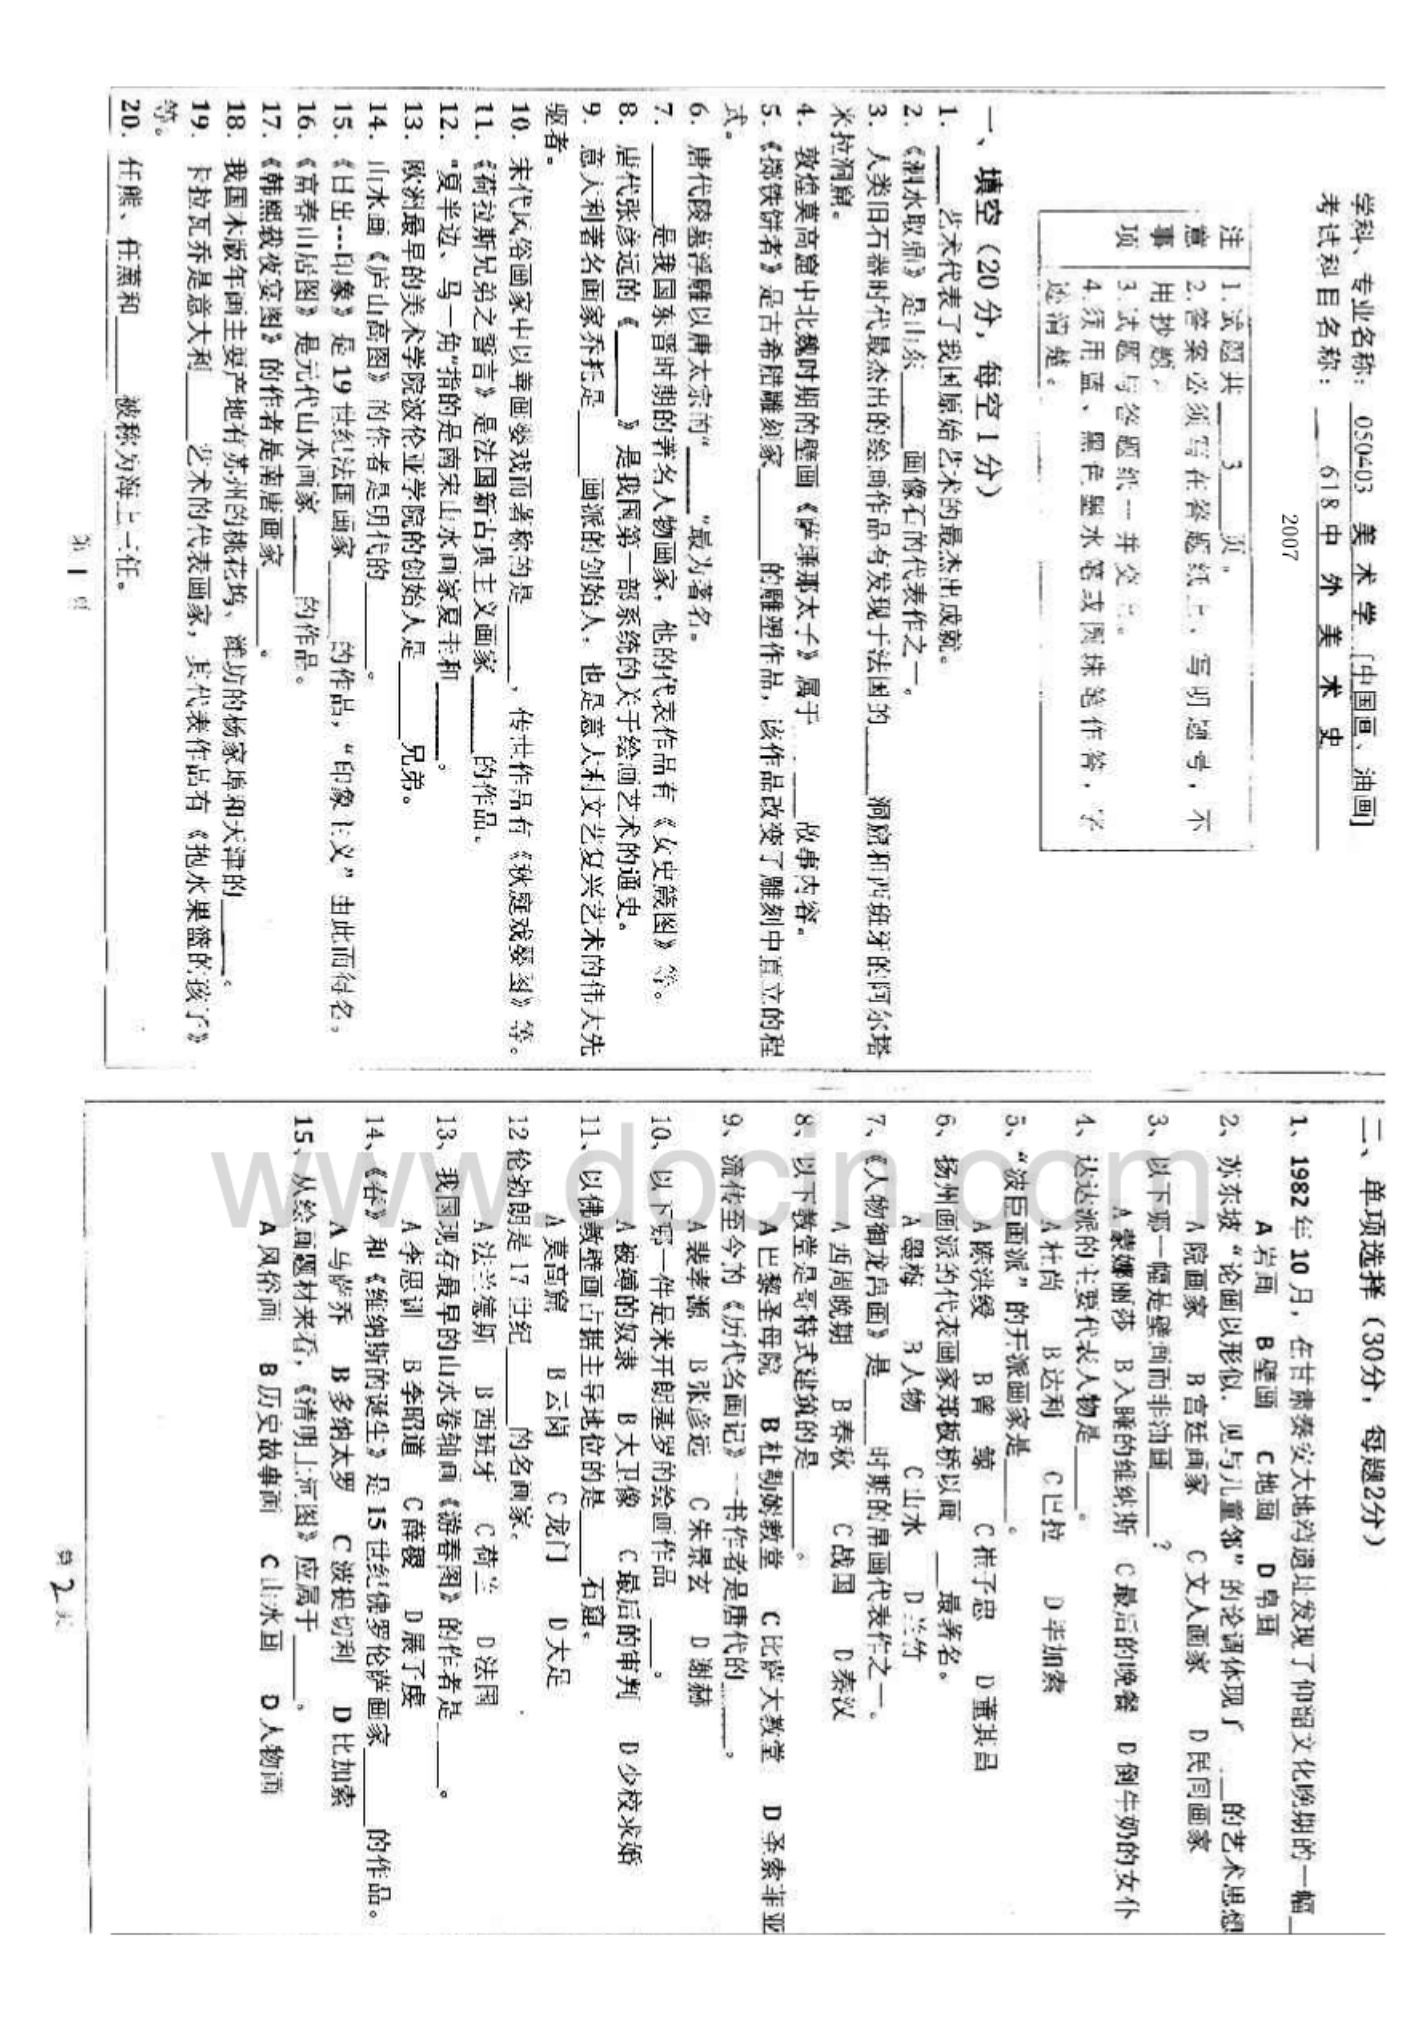 学科、专业名称: 050403 美术学 [中国画、油画]
考试科目名称: 618 中外美术史
2007
注意事项
1.试题共 3 页。
2.答案必须写在答题纸上，写明题号，不
用抄题。
3.试题与答题纸一并交上。
4.须用蓝、黑色墨水笔或圆珠笔作答，字
迹清楚。
一、填空（20分，每空1分）
1. ____艺术代表了我国原始艺术的最杰出成就。
2.《泗水取鼎》是山东____画像石的代表作之一。
3. 人类旧石器时代最杰出的绘画作品有发现于法国的____洞窟和西班牙的阿尔塔
米拉洞窟。
4. 敦煌莫高窟中北魏时期的壁画《萨埵那太子》属于____故事内容。
5.《掷铁饼者》是古希腊雕刻家____的雕塑作品，该作品改变了雕刻中直立的程
式。
6. 唐代陵墓浮雕以唐太宗的“____”最为著名。
7. ____是我国东晋时期的著名人物画家，他的代表作品有《女史箴图》等。
8. 唐代张彦远的《____》是我国第一部系统的关于绘画艺术的通史。
9. 意大利著名画家乔托是____画派的创始人，也是意大利文艺复兴艺术的伟大先
驱者。
10. 宋代风俗画家中以善画婴戏而著称的是____，传世作品有《秋庭戏婴图》等。
11.《荷拉斯兄弟之誓言》是法国新古典主义画家____的作品。
12. “夏半边、马一角”指的是南宋山水画家夏圭和____。
13. 欧洲最早的美术学院波伦亚学院的创始人是____兄弟。
14. 山水画《庐山高图》的作者是明代的____。
15.《日出---印象》是19世纪法国画家____的作品，“印象主义”由此而得名。
16.《富春山居图》是元代山水画家____的作品。
17.《韩熙载夜宴图》的作者是南唐画家____。
18. 我国木版年画主要产地有苏州的桃花坞、潍坊的杨家埠和天津的____。
19. 卡拉瓦乔是意大利____艺术的代表画家，其代表作品有《抱水果篮的孩子》
等。
20. 任熊、任薰和____被称为海上三任。
第 1 页
二、单项选择（30分，每题2分）
1、1982年10月，在甘肃秦安大地湾遗址发现了仰韶文化晚期的一幅__
A 岩画 B 壁画 C 地画 D 帛画
2、苏东坡“论画以形似，见与儿童邻”的论调体现了____的艺术思想
A 院画家 B 宫廷画家 C 文人画家 D 民间画家
3、以下哪一幅是壁画而非油画____？
A 蒙娜丽莎 B 入睡的维纳斯 C 最后的晚餐 D 倒牛奶的女仆
4、达达派的主要代表人物是____。
A 杜尚 B 达利 C 巴拉 D 毕加索
5、“波臣画派”的开派画家是____。
A 陈洪绶 B 曾鲸 C 崔子忠 D 董其昌
6、扬州画派的代表画家郑板桥以画____最著名。
A 墨梅 B 人物 C 山水 D 兰竹
7、《人物御龙帛画》是____时期的帛画代表作之一。
A 西周晚期 B 春秋 C 战国 D 秦汉
8、以下教堂是哥特式建筑的是____。
A 巴黎圣母院 B 杜勒姆教堂 C 比萨大教堂 D 圣索菲亚
9、流传至今的《历代名画记》一书作者是唐代的____。
A 裴孝源 B 张彦远 C 朱景玄 D 谢赫
10、以下哪一件是米开朗基罗的绘画作品____。
A 被缚的奴隶 B 大卫像 C 最后的审判 D 少校求婚
11、以佛教壁画占据主导地位的是____石窟。
A 莫高窟 B 云岗 C 龙门 D 大足
12 伦勃朗是17世纪____的名画家。
A 法兰德斯 B 西班牙 C 荷兰 D 法国
13、我国现存最早的山水卷轴画《游春图》的作者是____。
A 李思训 B 李昭道 C 薛稷 D 展子虔
14、《春》和《维纳斯的诞生》是15世纪佛罗伦萨画家____的作品。
A 马萨乔 B 多纳太罗 C 波提切利 D 比加索
15、从绘画题材来看，《清明上河图》应属于____。
A 风俗画 B 历史故事画 C 山水画 D 人物画
第 2 页
www.docin.com